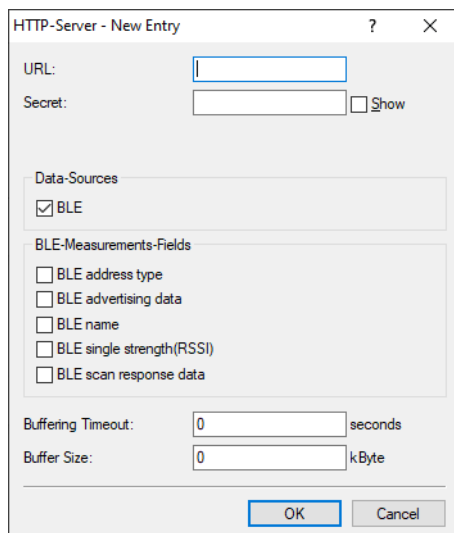 HTTP-Server - New Entry ?
URL:
Secret: Show
Data-Sources
BLE
BLE-Measurements-Fields
BLE address type
BLE advertising data
BLE name
BLE single strength(RSSI)
BLE scan response data
Buffering Timeout: 0 seconds
Buffer Size: 0 kByte
OK Cancel